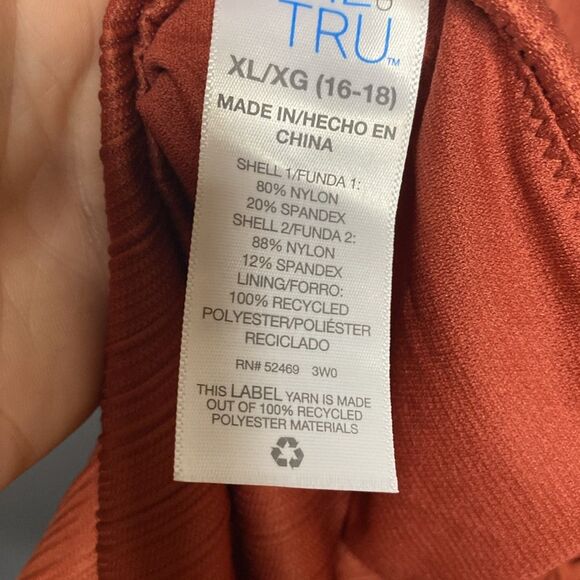 TRU™
XL/XG (16-18)
MADE IN/HECHO EN
CHINA
SHELL 1/FUNDA 1:
80% NYLON
20% SPANDEX
SHELL 2/FUNDA 2:
88% NYLON
12% SPANDEX
LINING/FORRO:
100% RECYCLED
POLYESTER/POLIÉSTER
RECICLADO
RN# 52469 3W0
THIS LABEL YARN IS MADE
OUT OF 100% RECYCLED
POLYESTER MATERIALS